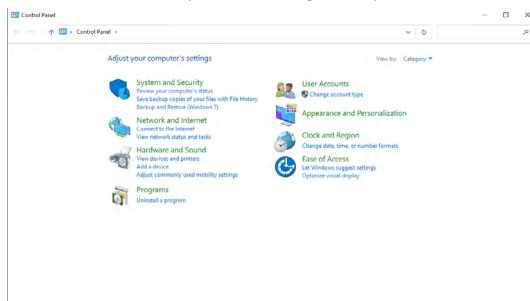 Control Panel
Control Panel
Adjust your computer's settings
View by: Category
System and Security
Review your computer's status
Save backup copies of your files with File History
Backup and Restore (Windows 7)
Network and Internet
Connect to the Internet
View network status and tasks
Hardware and Sound
View devices and printers
Add a device
Adjust commonly used mobility settings
Programs
Uninstall a program
User Accounts
Change account type
Appearance and Personalization
Clock and Region
Change date, time, or number formats
Ease of Access
Let Windows suggest settings
Optimize visual display